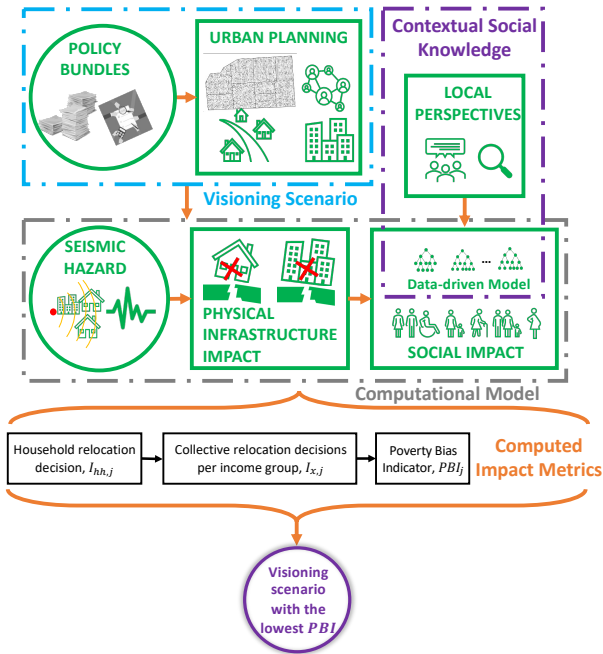 POLICY
BUNDLES
URBAN PLANNING
Contextual Social
Knowledge
LOCAL
PERSPECTIVES
Visioning Scenario
SEISMIC
HAZARD
PHYSICAL
INFRASTRUCTURE
IMPACT
...
Data-driven Model
SOCIAL IMPACT
Computational Model
Household relocation
decision, I_{hh,j}
Collective relocation decisions
per income group, I_{x,j}
Poverty Bias
Indicator, PBI_j
Computed
Impact Metrics
Visioning
scenario
with the
lowest PBI